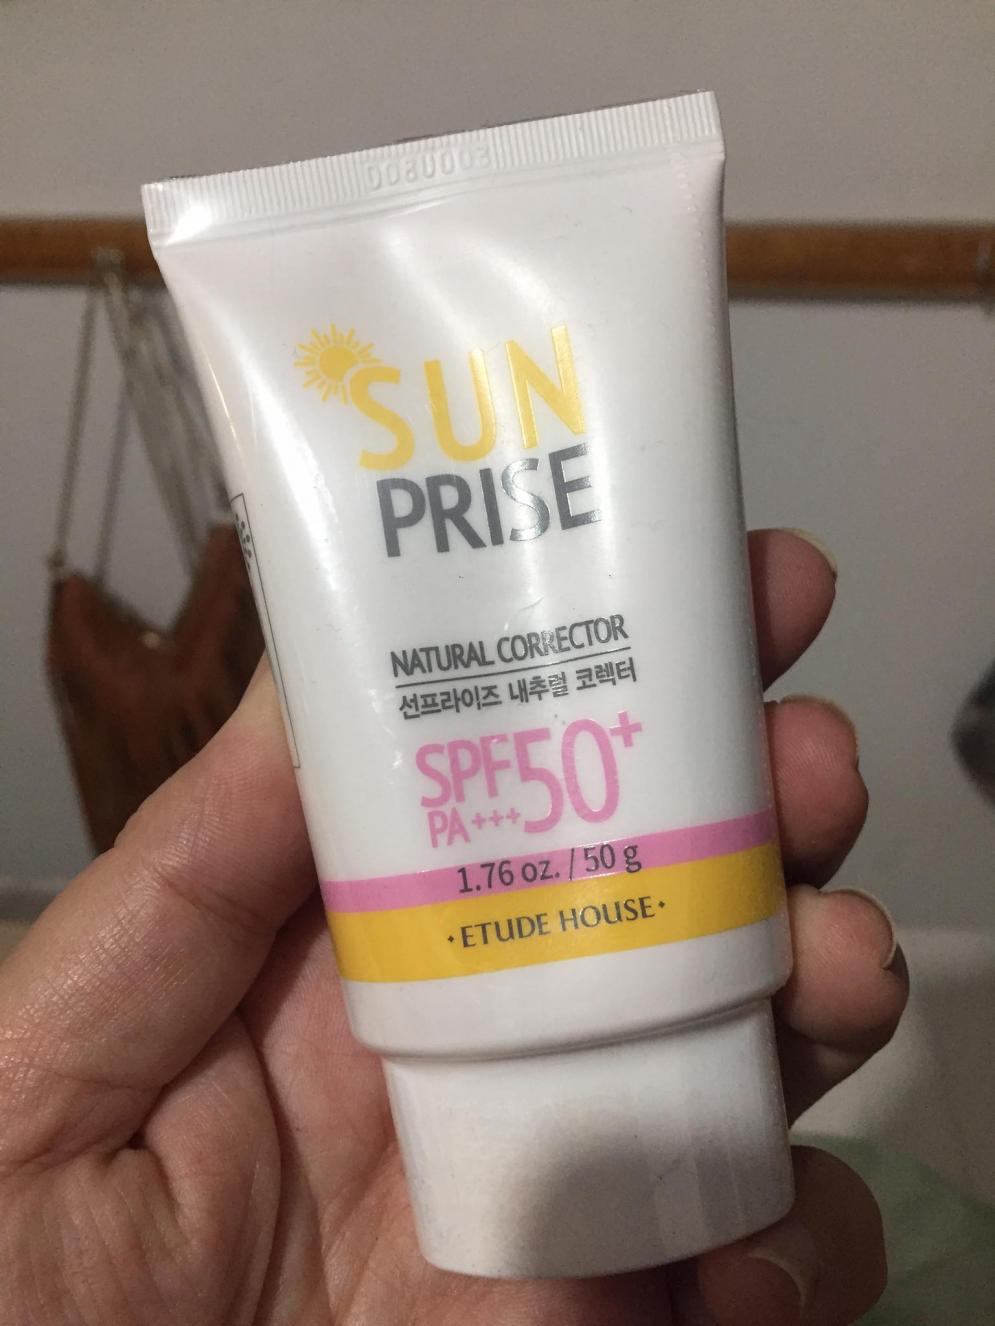 SUN
PRISE
NATURAL CORRECTOR
선프라이즈 내추럴 코렉터
SPF50+
PA+++
1.76 oz. / 50 g
·ETUDE HOUSE·